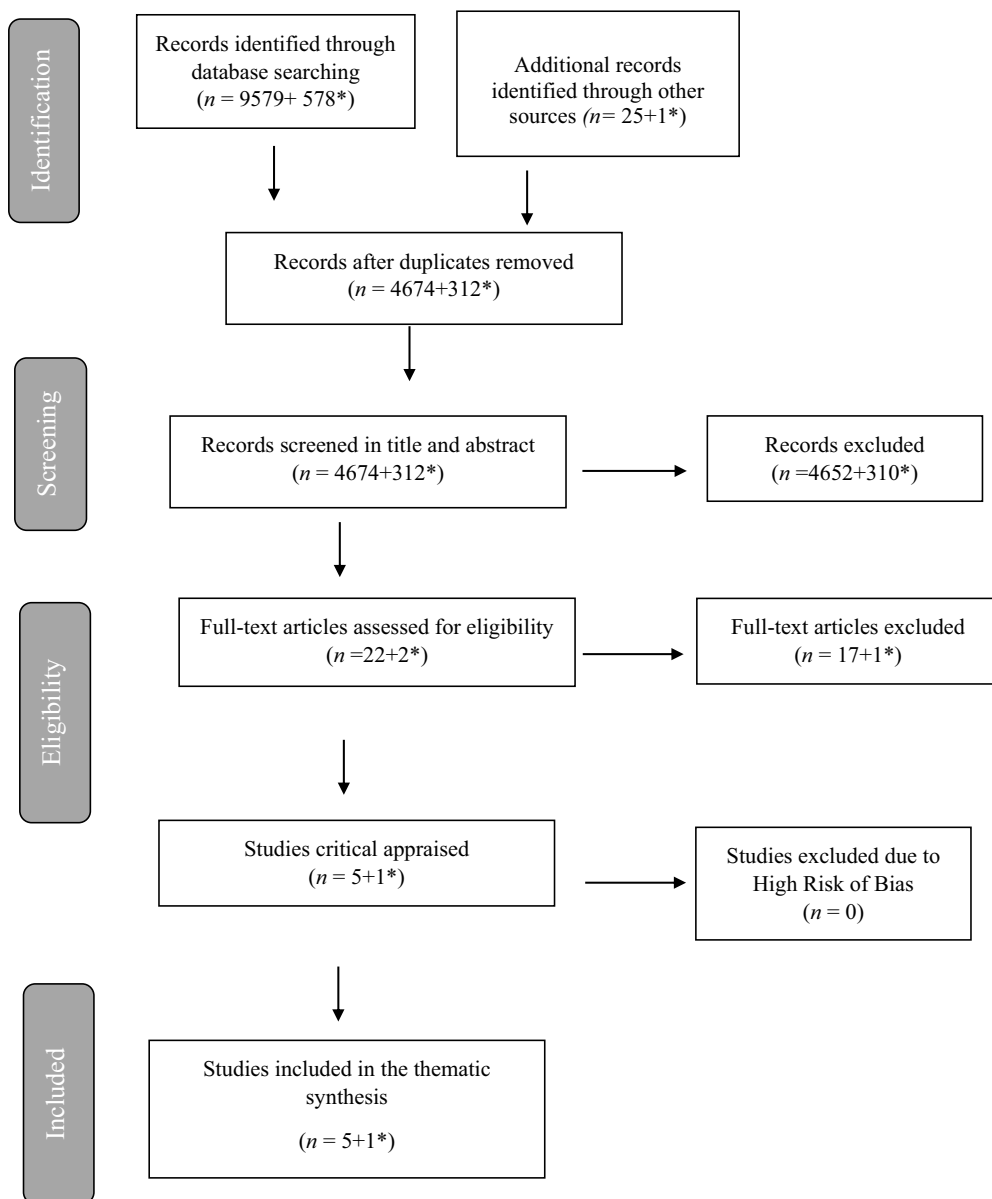 Identification
Records identified through
database searching
(n = 9579+ 578*)
Additional records
identified through other
sources (n= 25+1*)
Records after duplicates removed
(n = 4674+312*)
Screening
Records screened in title and abstract
(n = 4674+312*)
Records excluded
(n =4652+310*)
Eligibility
Full-text articles assessed for eligibility
(n =22+2*)
Full-text articles excluded
(n = 17+1*)
Studies critical appraised
(n = 5+1*)
Studies excluded due to
High Risk of Bias
(n = 0)
Included
Studies included in the thematic
synthesis
(n = 5+1*)